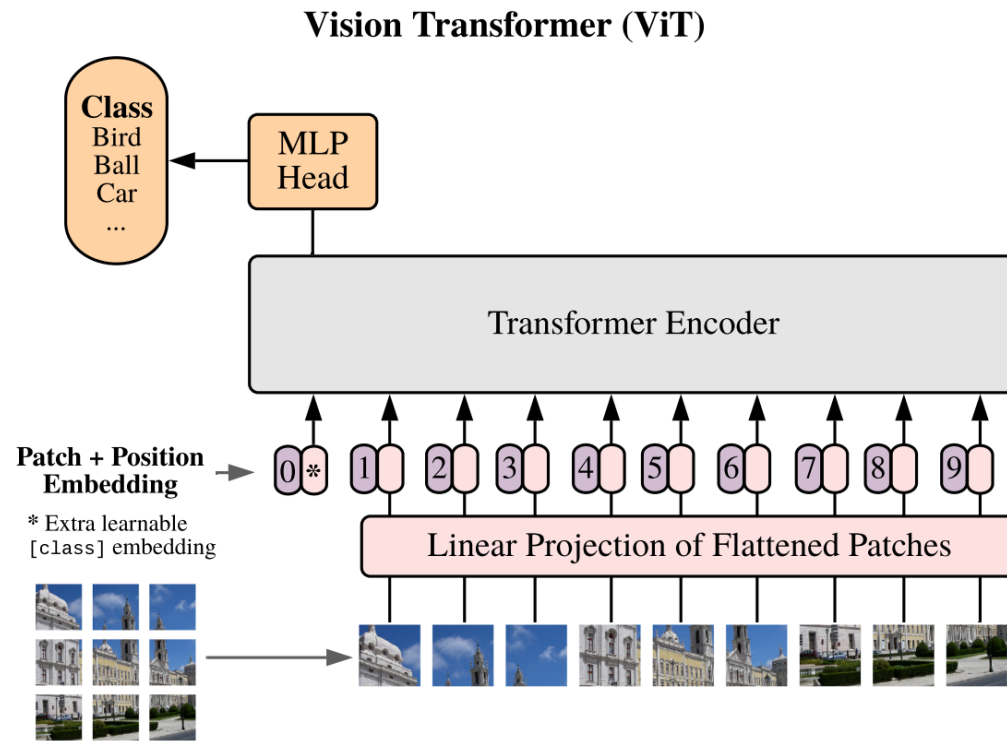 Vision Transformer (ViT)
Class
Bird
Ball
Car
...
MLP
Head
Transformer Encoder
Patch + Position
Embedding
0 * 1 2 3 4 5 6 7 8 9
* Extra learnable
[class] embedding
Linear Projection of Flattened Patches